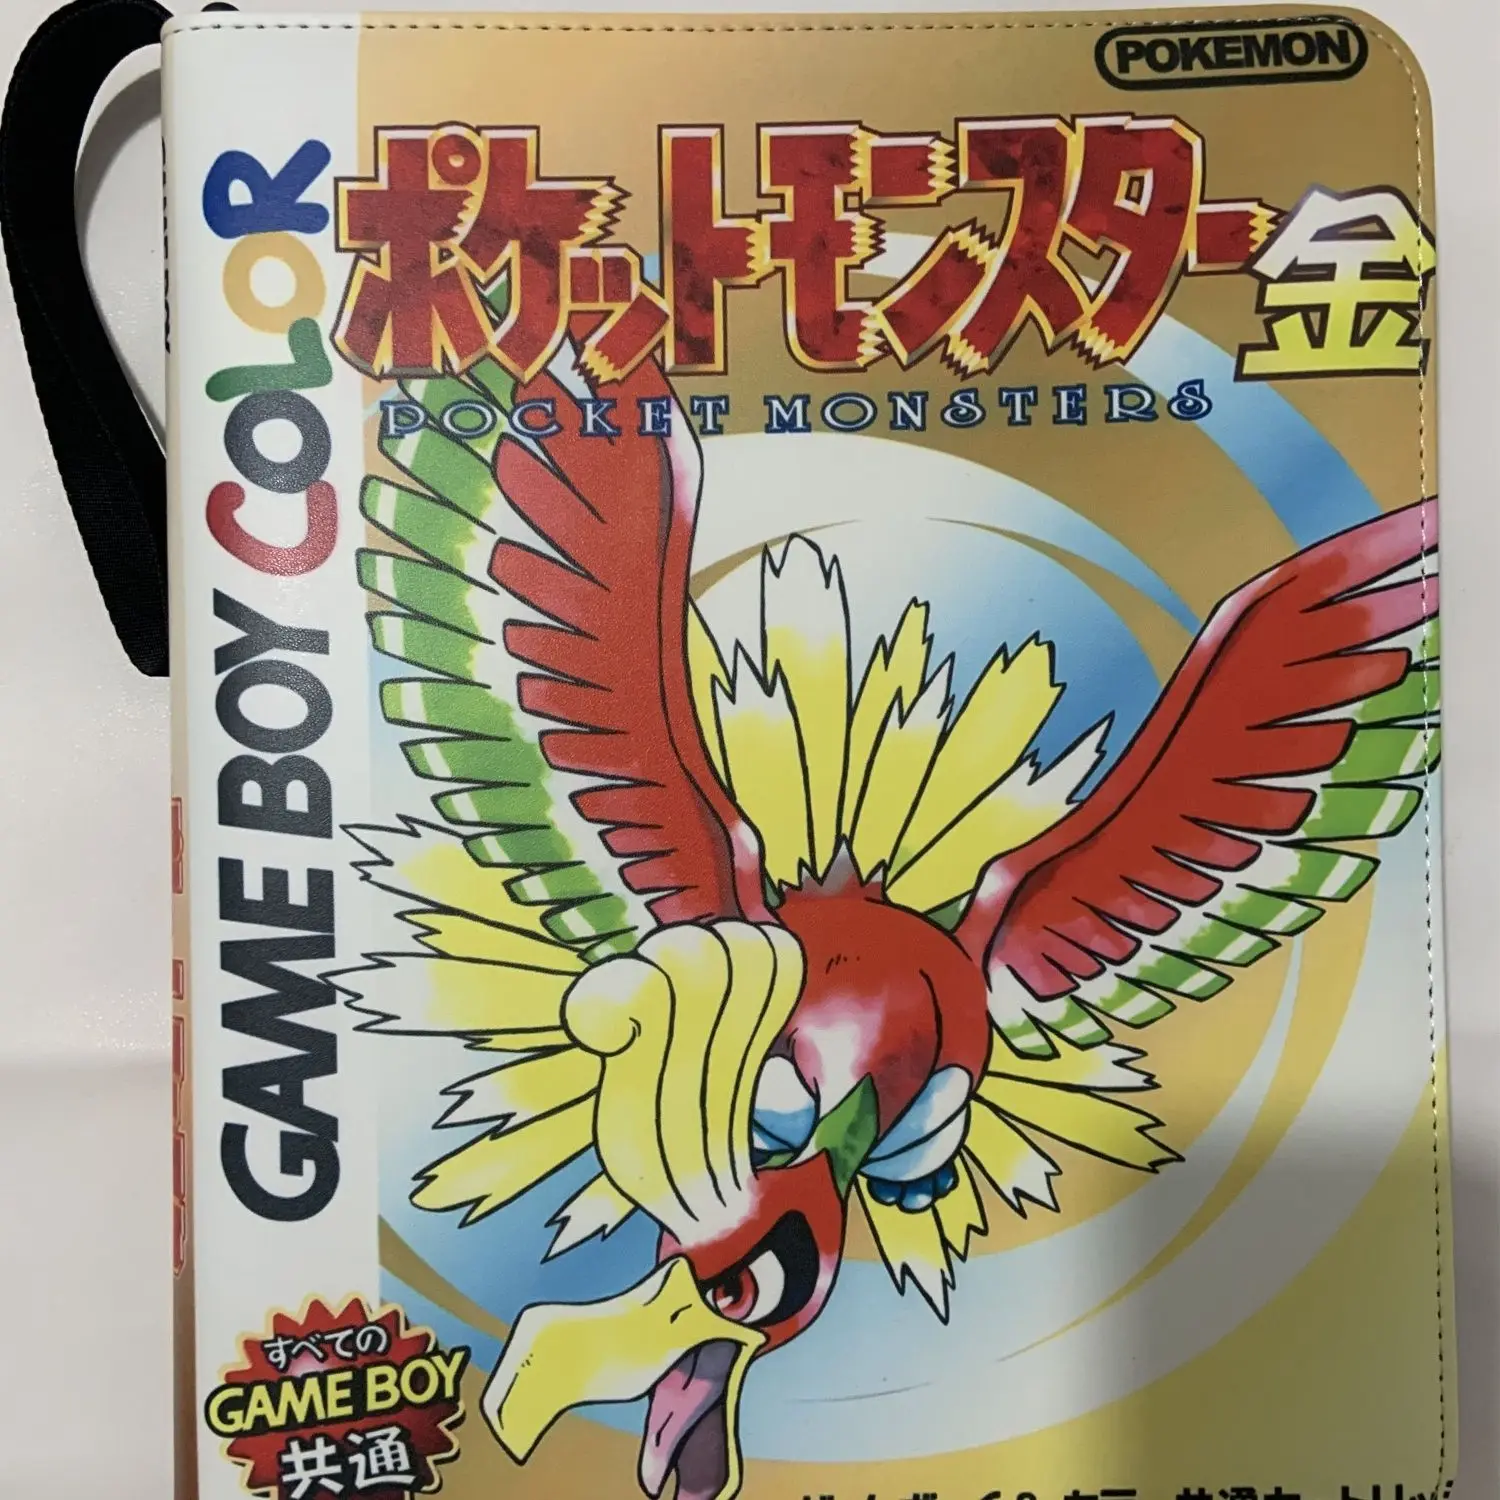 POKEMON
ポケットモンスター 金
POCKET MONSTERS
GAME BOY COLOR
すべての
GAME BOY
共通